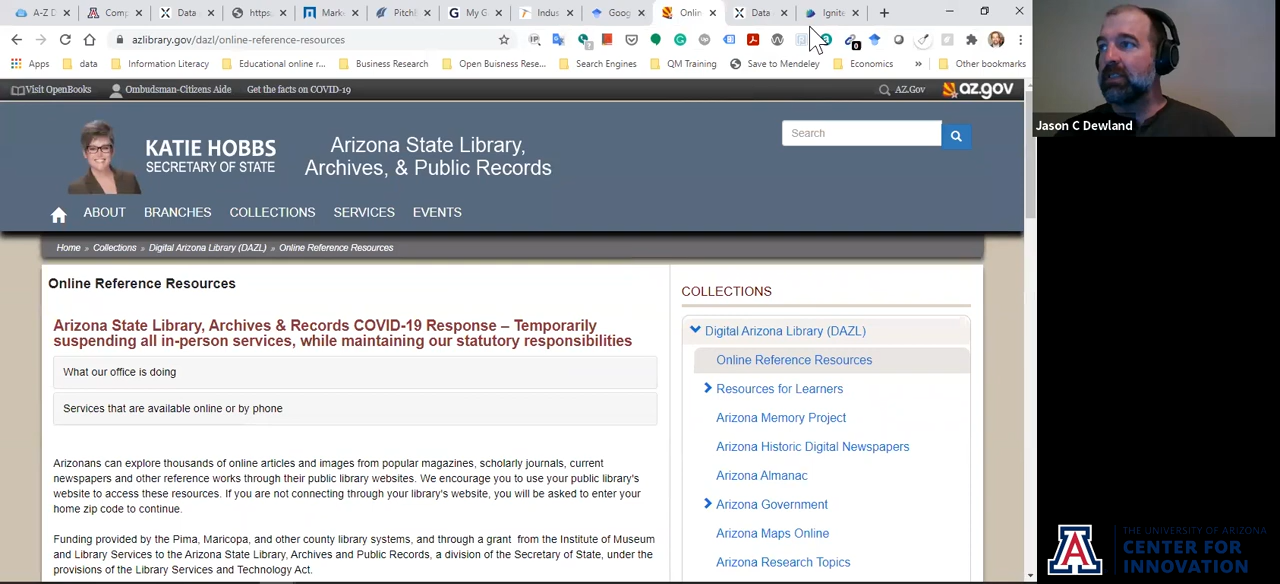 A-Z D
Comp
Data
https:
Mark
Pitch
My G
Indus
Goog
Onlin
Data
Ignite
azlibrary.gov/dazl/online-reference-resources
Apps
data
Information Literacy
Educational online r...
Business Research
Open Buisness Rese...
Search Engines
QM Training
Save to Mendeley
Economics
»
Other bookmarks
Visit OpenBooks
Ombudsman-Citizens Aide
Get the facts on COVID-19
AZ.Gov
az.gov
Jason C Dewland
KATIE HOBBS
SECRETARY OF STATE
Arizona State Library,
Archives, & Public Records
Search
ABOUT
BRANCHES
COLLECTIONS
SERVICES
EVENTS
Home » Collections » Digital Arizona Library (DAZL) » Online Reference Resources
Online Reference Resources
Arizona State Library, Archives & Records COVID-19 Response – Temporarily
suspending all in-person services, while maintaining our statutory responsibilities
What our office is doing
Services that are available online or by phone
Arizonans can explore thousands of online articles and images from popular magazines, scholarly journals, current
newspapers and other reference works through their public library websites. We encourage you to use your public library's
website to access these resources. If you are not connecting through your library's website, you will be asked to enter your
home zip code to continue.
Funding provided by the Pima, Maricopa, and other county library systems, and through a grant from the Institute of Museum
and Library Services to the Arizona State Library, Archives and Public Records, a division of the Secretary of State, under the
provisions of the Library Services and Technology Act.
COLLECTIONS
Digital Arizona Library (DAZL)
Online Reference Resources
Resources for Learners
Arizona Memory Project
Arizona Historic Digital Newspapers
Arizona Almanac
Arizona Government
Arizona Maps Online
Arizona Research Topics
THE UNIVERSITY OF ARIZONA
CENTER FOR
INNOVATION